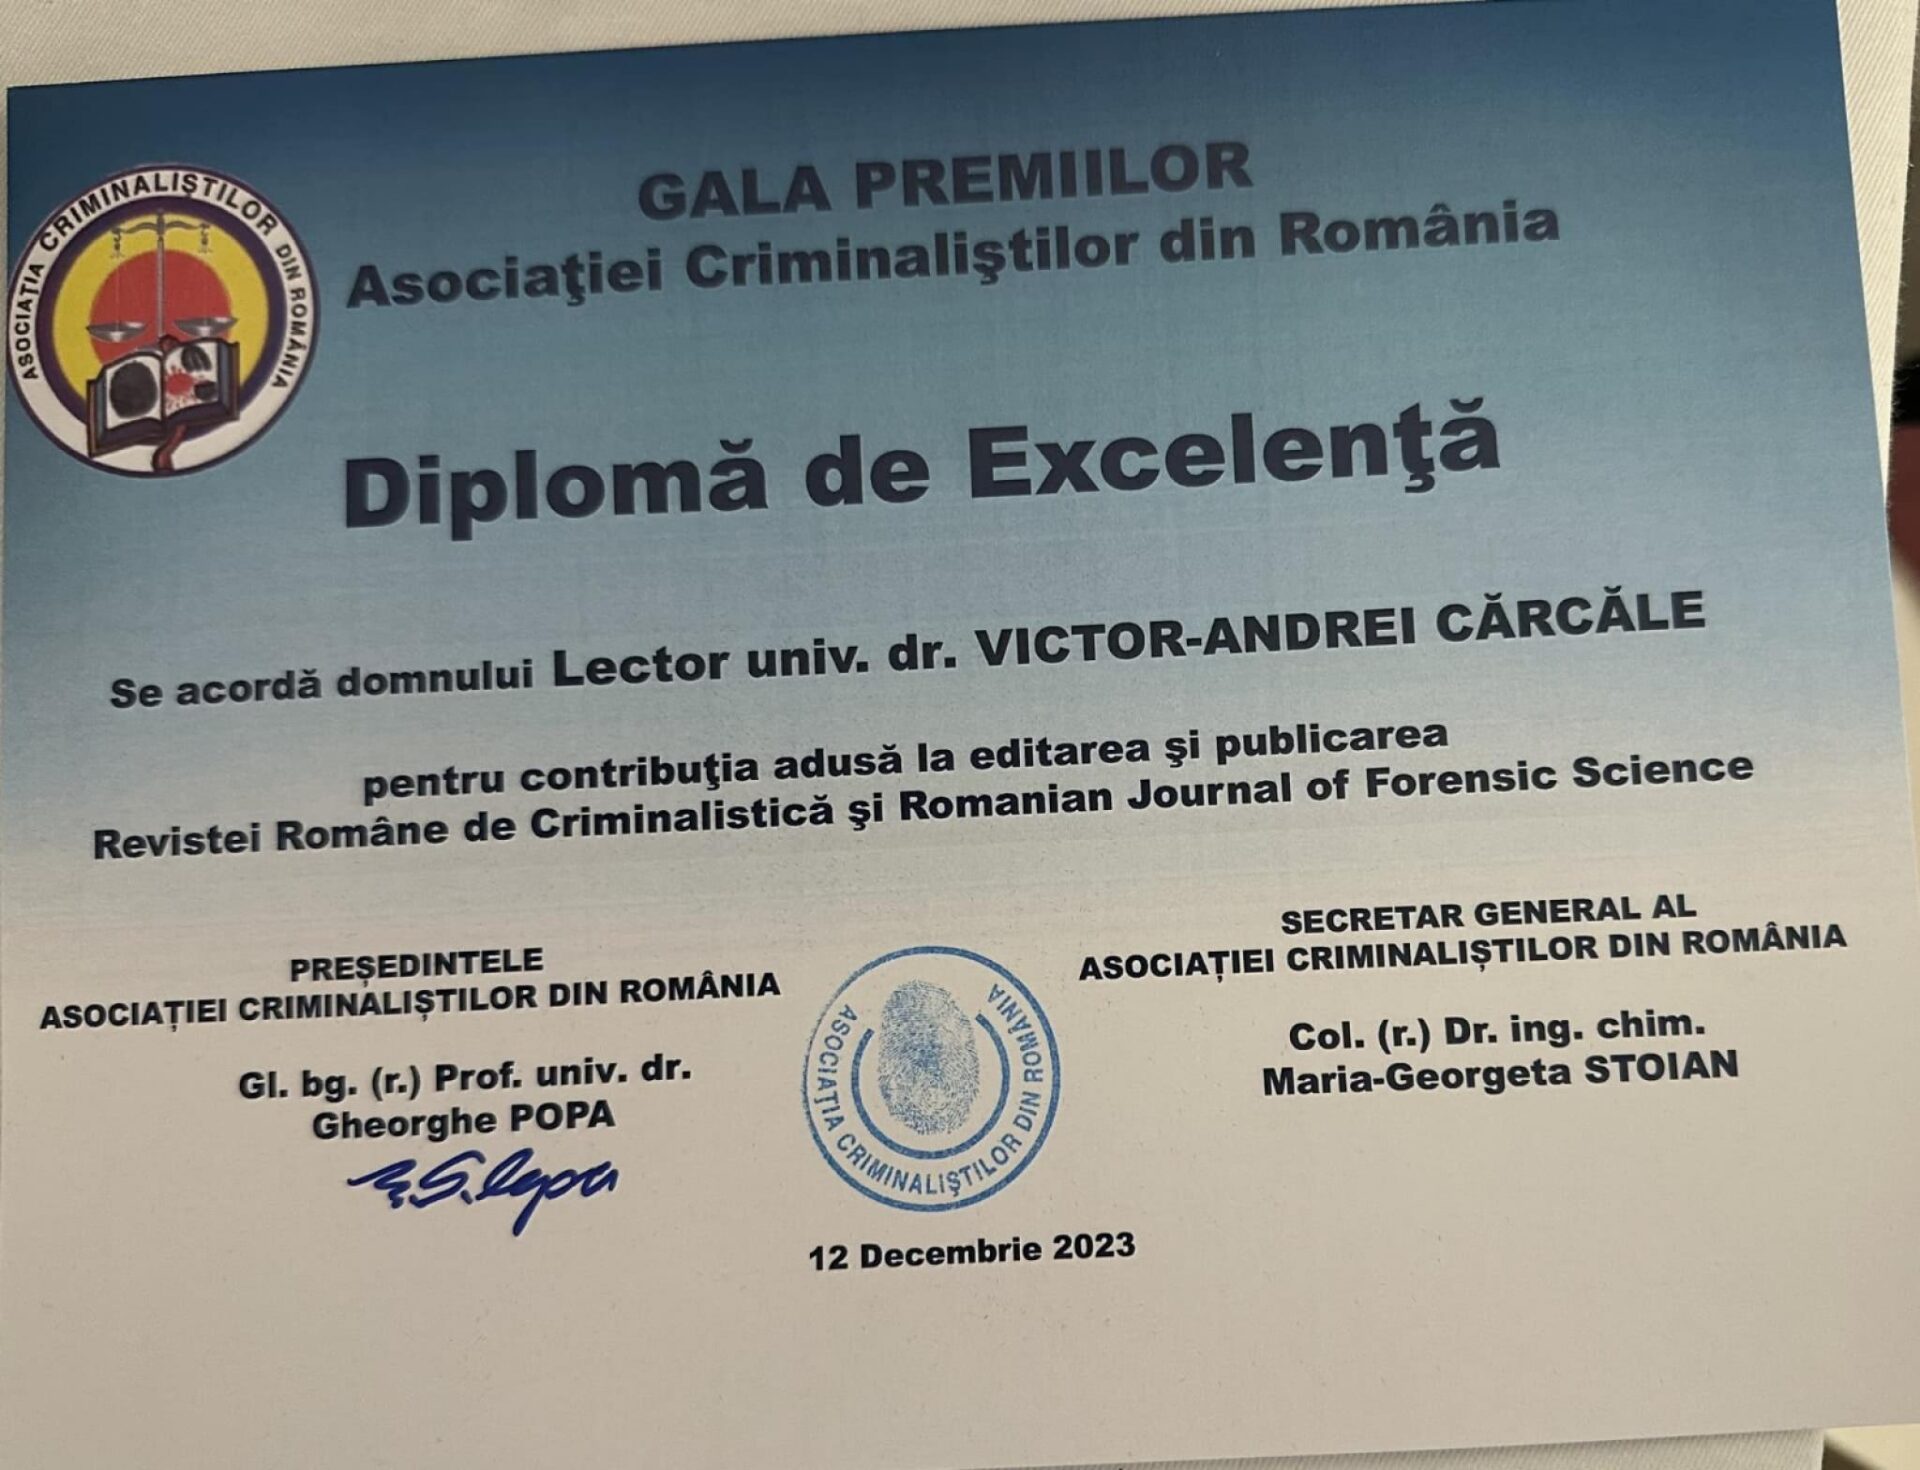 ASOCIAŢIA CRIMINALIŞTILOR DIN ROMÂNIA
GALA PREMIILOR
Asociaţiei Criminaliştilor din România
Diplomă de Excelenţă
Se acordă domnului Lector univ. dr. VICTOR-ANDREI CĂRCĂLE
pentru contribuţia adusă la editarea şi publicarea
Revistei Române de Criminalistică şi Romanian Journal of Forensic Science
PREȘEDINTELE
ASOCIAȚIEI CRIMINALIȘTILOR DIN ROMÂNIA
Gl. bg. (r.) Prof. univ. dr.
Gheorghe POPA
SECRETAR GENERAL AL
ASOCIAȚIEI CRIMINALIȘTILOR DIN ROMÂNIA
Col. (r.) Dr. ing. chim.
Maria-Georgeta STOIAN
ASOCIAŢIA CRIMINALIŞTILOR DIN ROMÂNIA
12 Decembrie 2023